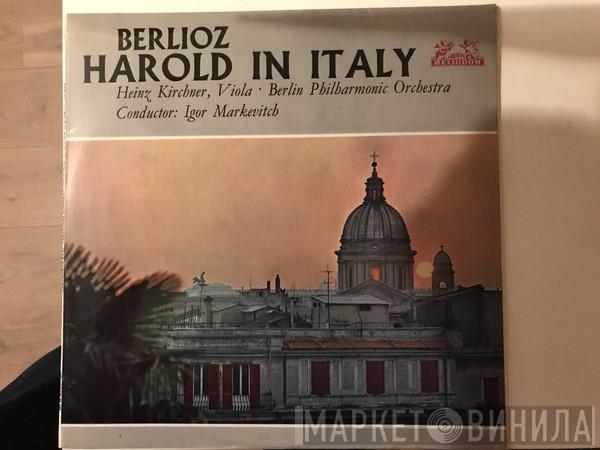 BERLIOZ
HAROLD IN ITALY
HELIODOR
Heinz Kirchner, Viola · Berlin Philharmonic Orchestra
Conductor: Igor Markevitch
МАРКЕТ ВИНИЛА